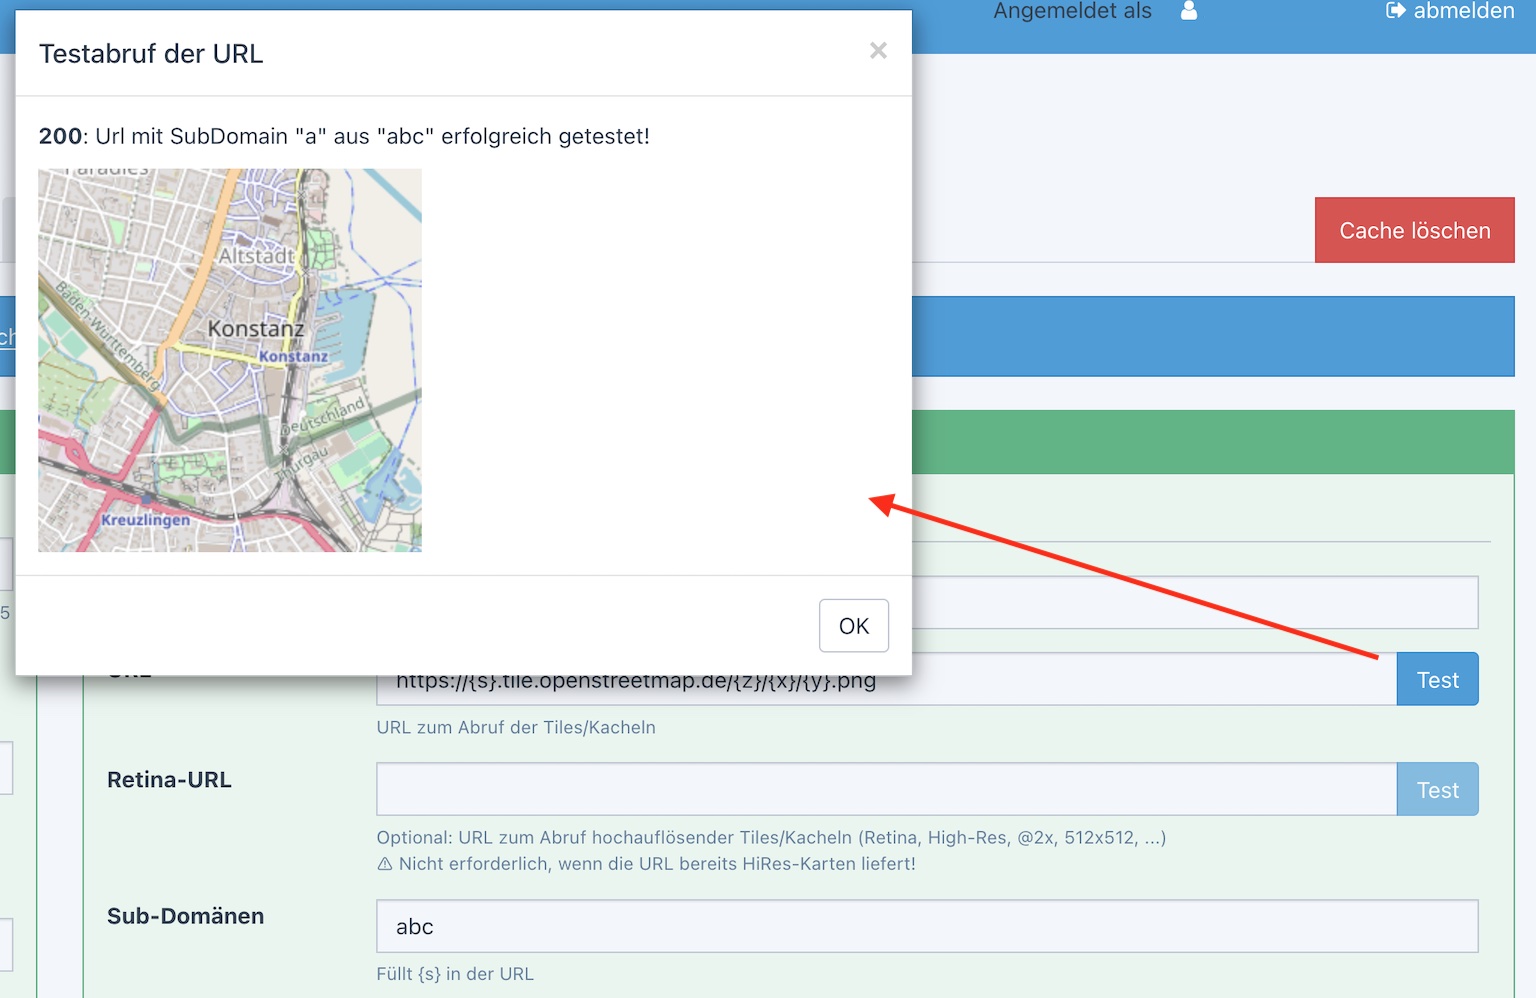 Angemeldet als
abmelden
Testabruf der URL
×
200: Url mit SubDomain "a" aus "abc" erfolgreich getestet!
Paradies
Altstadt
Baden-Württemberg
Konstanz
Konstanz
Deutschland
Thurgau
Kreuzlingen
OK
Cache löschen
ch
5
URL
https://{s}.tile.openstreetmap.de/{z}/{x}/{y}.png
Test
URL zum Abruf der Tiles/Kacheln
Retina-URL
Test
Optional: URL zum Abruf hochauflösender Tiles/Kacheln (Retina, High-Res, @2x, 512x512, ...)
⚠ Nicht erforderlich, wenn die URL bereits HiRes-Karten liefert!
Sub-Domänen
abc
Füllt {s} in der URL